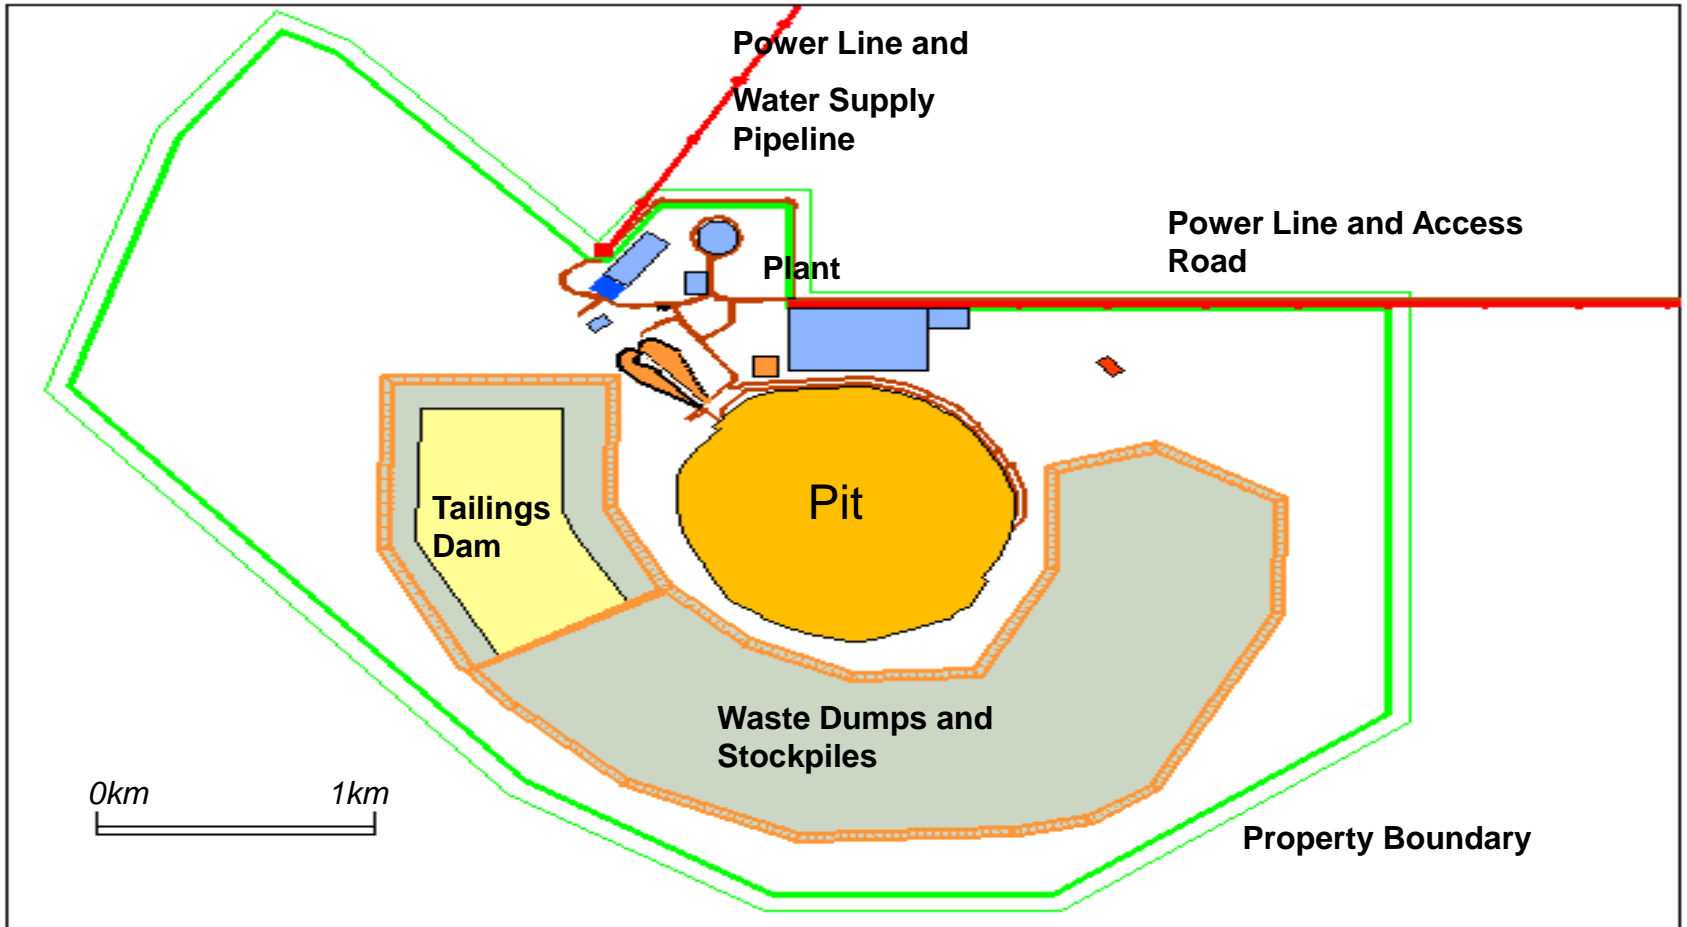 Power Line and
Water Supply
Pipeline
Power Line and Access
Road
Plant
Pit
Tailings
Dam
Waste Dumps and
Stockpiles
0km 1km
Property Boundary